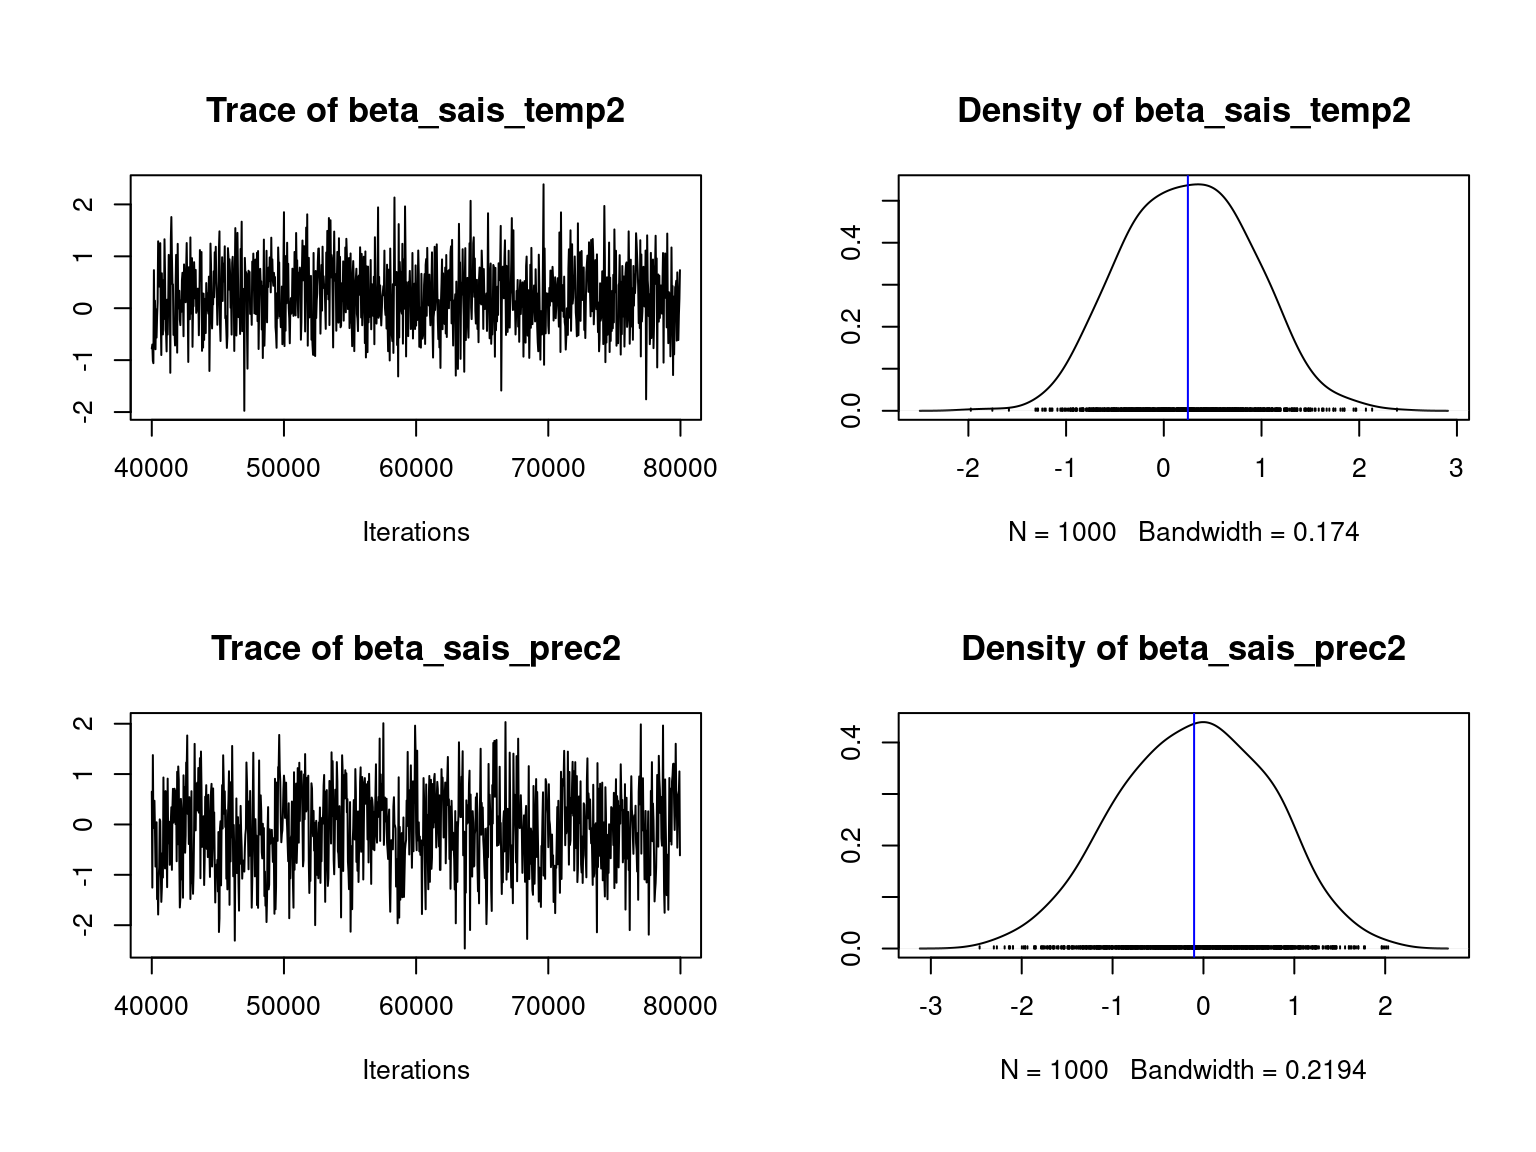 Trace of beta_sais_temp2
2
1
0
-1
-2
40000 50000 60000 70000 80000
Iterations
Density of beta_sais_temp2
0.4
0.2
0.0
-2 -1 0 1 2 3
N = 1000 Bandwidth = 0.174
Trace of beta_sais_prec2
2
1
0
-1
-2
40000 50000 60000 70000 80000
Iterations
Density of beta_sais_prec2
0.4
0.2
0.0
-3 -2 -1 0 1 2
N = 1000 Bandwidth = 0.2194